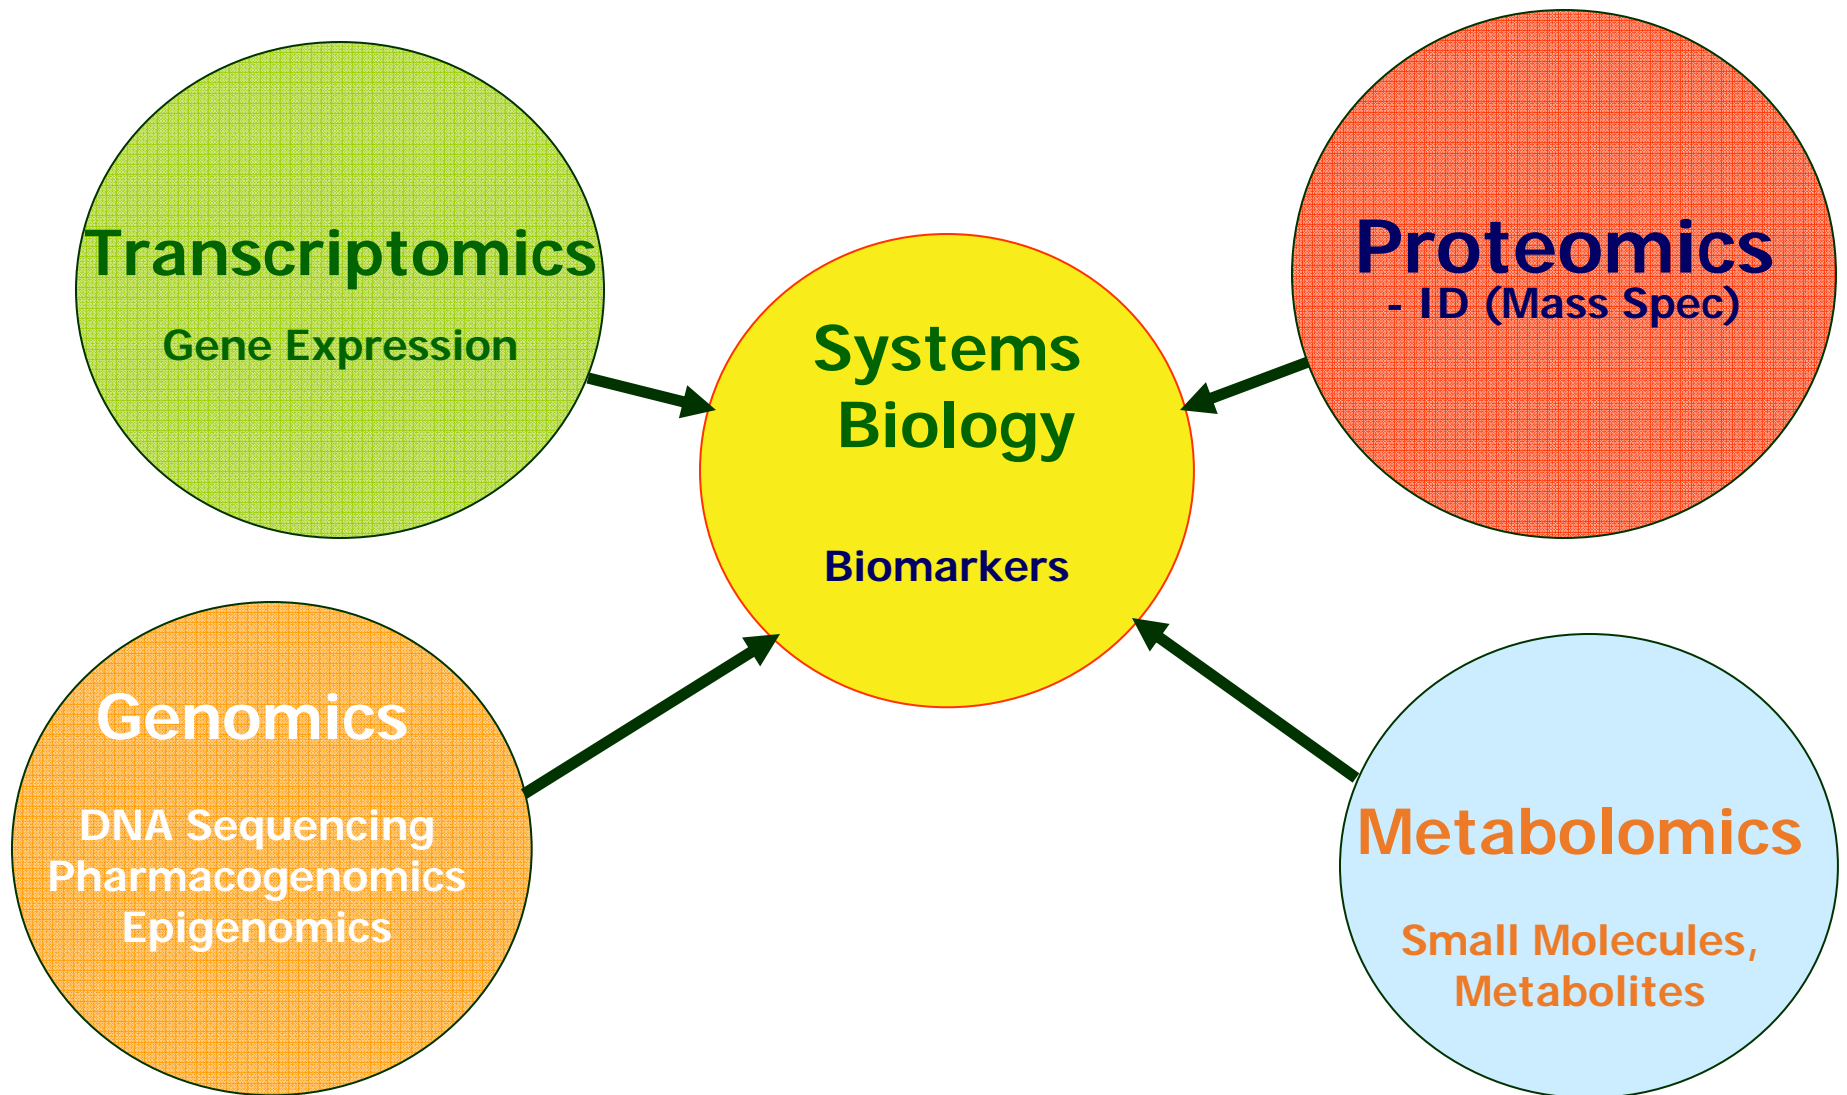 Transcriptomics
Gene Expression
Proteomics
- ID (Mass Spec)
Systems
Biology
Biomarkers
Genomics
DNA Sequencing
Pharmacogenomics
Epigenomics
Metabolomics
Small Molecules,
Metabolites